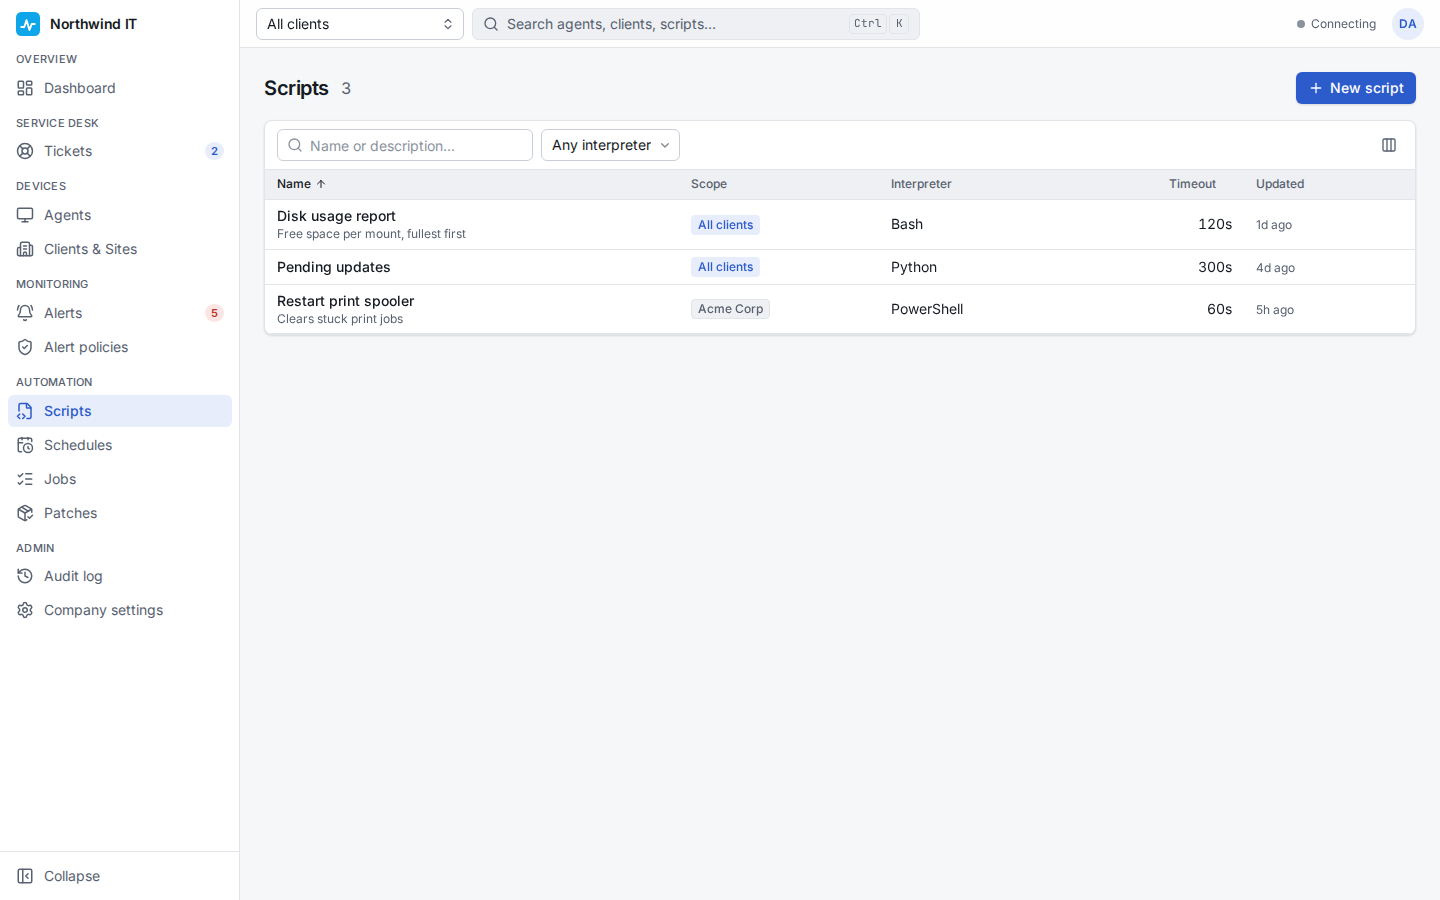 Northwind IT
OVERVIEW
Dashboard
SERVICE DESK
Tickets 2
DEVICES
Agents
Clients & Sites
MONITORING
Alerts 5
Alert policies
AUTOMATION
Scripts
Schedules
Jobs
Patches
ADMIN
Audit log
Company settings
Collapse
All clients
Search agents, clients, scripts...
Ctrl K
Connecting
DA
Scripts 3
New script
Name or description...
Any interpreter
Name Scope Interpreter Timeout Updated
Disk usage report All clients Bash 120s 1d ago
Free space per mount, fullest first
Pending updates All clients Python 300s 4d ago
Restart print spooler Acme Corp PowerShell 60s 5h ago
Clears stuck print jobs